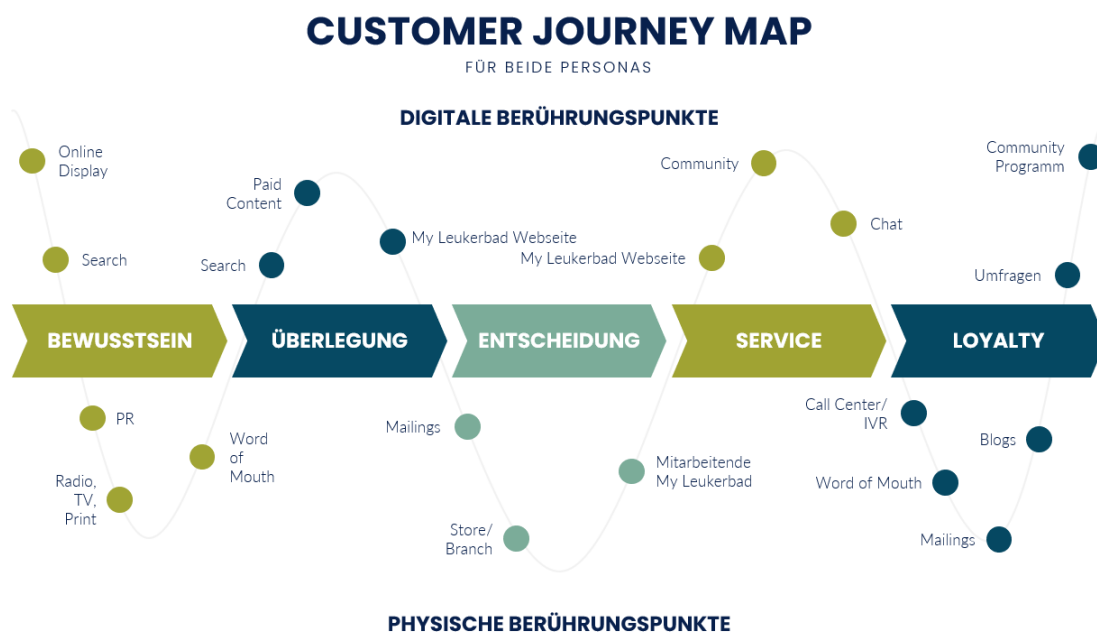 CUSTOMER JOURNEY MAP
FÜR BEIDE PERSONAS
DIGITALE BERÜHRUNGSPUNKTE
Online
Display
Search
Paid
Content
Search
My Leukerbad Webseite
My Leukerbad Webseite
Community
Chat
Community
Programm
Umfragen
BEWUSSTSEIN
ÜBERLEGUNG
ENTSCHEIDUNG
SERVICE
LOYALTY
PR
Radio,
TV,
Print
Word
of
Mouth
Mailings
Store/
Branch
Mitarbeitende
My Leukerbad
Call Center/
IVR
Word of Mouth
Mailings
Blogs
PHYSISCHE BERÜHRUNGSPUNKTE